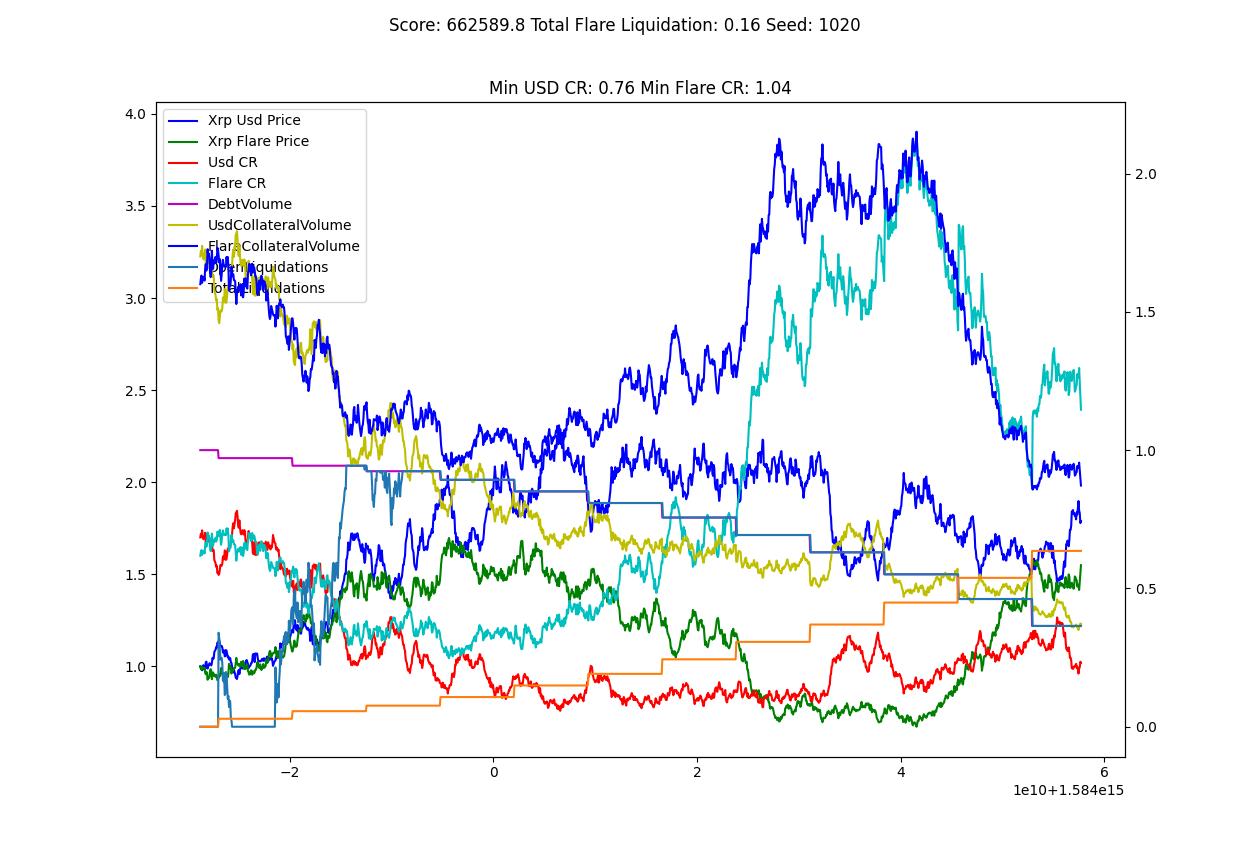 Score: 662589.8 Total Flare Liquidation: 0.16 Seed: 1020
Min USD CR: 0.76 Min Flare CR: 1.04
Xrp Usd Price
Xrp Flare Price
Usd CR
Flare CR
DebtVolume
UsdCollateralVolume
FlareCollateralVolume
OpenLiquidations
TotalLiquidations
4.0
3.5
3.0
2.5
2.0
1.5
1.0
2.0
1.5
1.0
0.5
0.0
−2
0
2
4
6
1e10+1.584e15